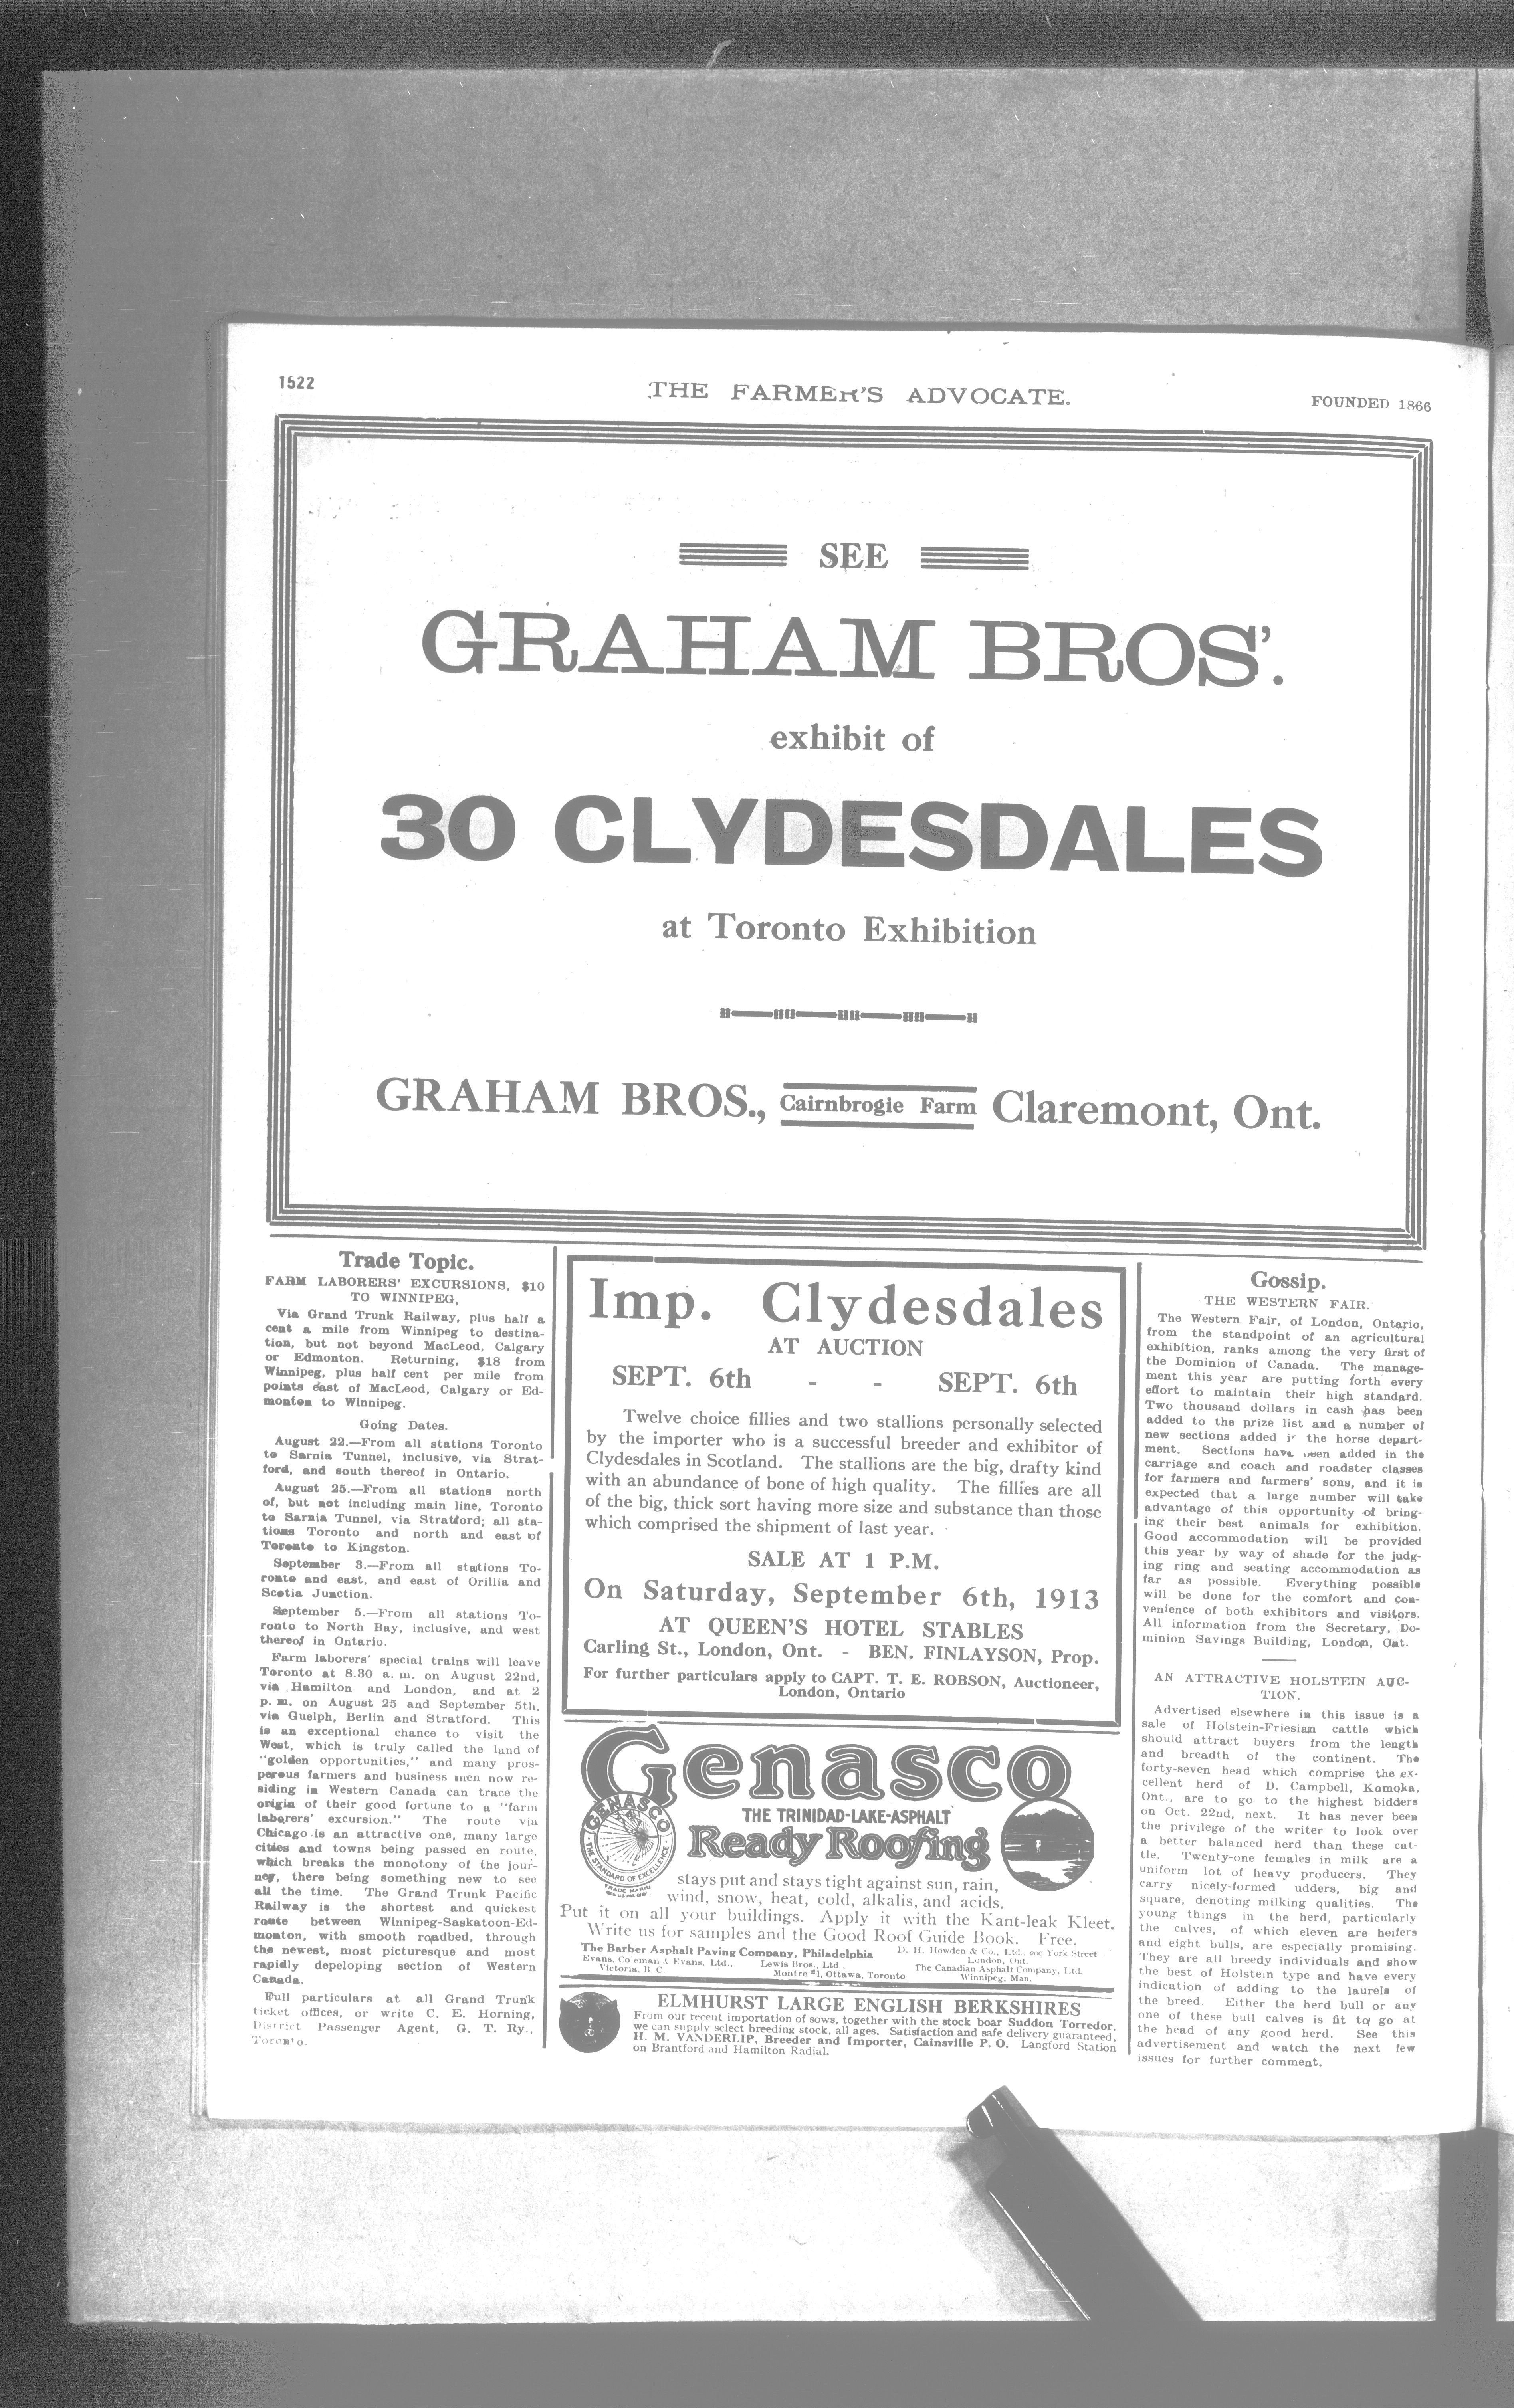 1522
THE FARMER'S ADVOCATE.
FOUNDED 1866
SEE
GRAHAM BROS'.
exhibit of
30 CLYDESDALES
at Toronto Exhibition
GRAHAM BROS., Cairnbrogie Farm Claremont, Ont.
Trade Topic.
FARM LABORERS' EXCURSIONS, $10
TO WINNIPEG,
Via Grand Trunk Railway, plus half a
cent a mile from Winnipeg to destina-
tion, but not beyond MacLeod, Calgary
or Edmonton. Returning, $18 from
Winnipeg, plus half cent per mile from
points east of MacLeod, Calgary or Ed-
monton to Winnipeg.
Going Dates.
August 22.—From all stations Toronto
to Sarnia Tunnel, inclusive, via Strat-
ford, and south thereof in Ontario.
August 25.—From all stations north
of, but not including main line, Toronto
to Sarnia Tunnel, via Stratford; all sta-
tions Toronto and north and east of
Toronto to Kingston.
September 3.—From all stations To-
ronto and east, and east of Orillia and
Scotia Junction.
September 5.—From all stations To-
ronto to North Bay, inclusive, and west
thereof in Ontario.
Farm laborers' special trains will leave
Toronto at 8.30 a. m. on August 22nd,
via Hamilton and London, and at 2
p. m. on August 25 and September 5th,
via Guelph, Berlin and Stratford. This
is an exceptional chance to visit the
West, which is truly called the land of
"golden opportunities," and many pros-
perous farmers and business men now re-
siding in Western Canada can trace the
origin of their good fortune to a "farm
laborers' excursion." The route via
Chicago is an attractive one, many large
cities and towns being passed en route,
which breaks the monotony of the jour-
ney, there being something new to see
all the time. The Grand Trunk Pacific
Railway is the shortest and quickest
route between Winnipeg-Saskatoon-Ed-
monton, with smooth roadbed, through
the newest, most picturesque and most
rapidly depeloping section of Western
Canada.
Full particulars at all Grand Trunk
ticket offices, or write C. E. Horning,
District Passenger Agent, G. T. Ry.,
Toronto.
Imp. Clydesdales
AT AUCTION
SEPT. 6th - - SEPT. 6th
Twelve choice fillies and two stallions personally selected
by the importer who is a successful breeder and exhibitor of
Clydesdales in Scotland. The stallions are the big, drafty kind
with an abundance of bone of high quality. The fillies are all
of the big, thick sort having more size and substance than those
which comprised the shipment of last year.
SALE AT 1 P.M.
On Saturday, September 6th, 1913
AT QUEEN'S HOTEL STABLES
Carling St., London, Ont. - BEN. FINLAYSON, Prop.
For further particulars apply to CAPT. T. E. ROBSON, Auctioneer,
London, Ontario
Genasco
THE TRINIDAD-LAKE-ASPHALT
Ready Roofing
GENASCO
THE STANDARD OF EXCELLENCE
TRADE MARK
stays put and stays tight against sun, rain,
wind, snow, heat, cold, alkalis, and acids.
Put it on all your buildings. Apply it with the Kant-leak Kleet.
Write us for samples and the Good Roof Guide Book. Free.
The Barber Asphalt Paving Company, Philadelphia
Evans, Coleman & Evans, Ltd.,
Victoria, B. C.
Lewis Bros., Ltd.,
Montre l, Ottawa, Toronto
D. H. Howden & Co., Ltd., 200 York Street
London, Ont.
The Canadian Asphalt Company, Ltd.
Winnipeg, Man.
ELMHURST LARGE ENGLISH BERKSHIRES
From our recent importation of sows, together with the stock boar Suddon Torredor,
we can supply select breeding stock, all ages. Satisfaction and safe delivery guaranteed,
H. M. VANDERLIP, Breeder and Importer, Cainsville P. O. Langford Station
on Brantford and Hamilton Radial.
Gossip.
THE WESTERN FAIR.
The Western Fair, of London, Ontario,
from the standpoint of an agricultural
exhibition, ranks among the very first of
the Dominion of Canada. The manage-
ment this year are putting forth every
effort to maintain their high standard.
Two thousand dollars in cash has been
added to the prize list and a number of
new sections added in the horse depart-
ment. Sections have been added in the
carriage and coach and roadster classes
for farmers and farmers' sons, and it is
expected that a large number will take
advantage of this opportunity of bring-
ing their best animals for exhibition.
Good accommodation will be provided
this year by way of shade for the judg-
ing ring and seating accommodation as
far as possible. Everything possible
will be done for the comfort and con-
venience of both exhibitors and visitors.
All information from the Secretary, Do-
minion Savings Building, London, Ont.
AN ATTRACTIVE HOLSTEIN AUC-
TION.
Advertised elsewhere in this issue is a
sale of Holstein-Friesian cattle which
should attract buyers from the length
and breadth of the continent. The
forty-seven head which comprise the ex-
cellent herd of D. Campbell, Komoka,
Ont., are to go to the highest bidders
on Oct. 22nd, next. It has never been
the privilege of the writer to look over
a better balanced herd than these cat-
tle. Twenty-one females in milk are a
uniform lot of heavy producers. They
carry nicely-formed udders, big and
square, denoting milking qualities. The
young things in the herd, particularly
the calves, of which eleven are heifers
and eight bulls, are especially promising.
They are all breedy individuals and show
the best of Holstein type and have every
indication of adding to the laurels of
the breed. Either the herd bull or any
one of these bull calves is fit to go at
the head of any good herd. See this
advertisement and watch the next few
issues for further comment.